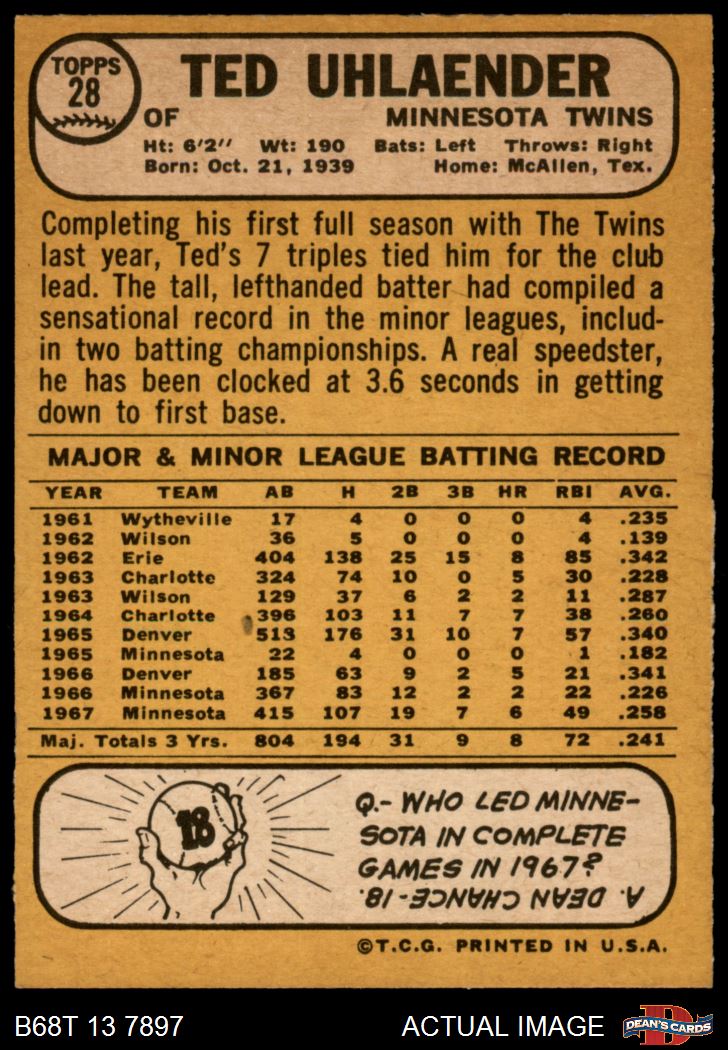 TOPPS
28
TED UHLAENDER
OF MINNESOTA TWINS
Ht: 6'2" Wt: 190 Bats: Left Throws: Right
Born: Oct. 21, 1939 Home: McAllen, Tex.
Completing his first full season with The Twins
last year, Ted's 7 triples tied him for the club
lead. The tall, lefthanded batter had compiled a
sensational record in the minor leagues, includ-
in two batting championships. A real speedster,
he has been clocked at 3.6 seconds in getting
down to first base.
MAJOR & MINOR LEAGUE BATTING RECORD
YEAR TEAM AB H 2B 3B HR RBI AVG.
1961 Wytheville 17 4 0 0 0 4 .235
1962 Wilson 36 5 0 0 0 4 .139
1962 Erie 404 138 25 15 8 85 .342
1963 Charlotte 324 74 10 0 5 30 .228
1963 Wilson 129 37 6 2 2 11 .287
1964 Charlotte 396 103 11 7 7 38 .260
1965 Denver 513 176 31 10 7 57 .340
1965 Minnesota 22 4 0 0 0 1 .182
1966 Denver 185 63 9 2 5 21 .341
1966 Minnesota 367 83 12 2 2 22 .226
1967 Minnesota 415 107 19 7 6 49 .258
Maj. Totals 3 Yrs. 804 194 31 9 8 72 .241
18
Q.- WHO LED MINNE-
SOTA IN COMPLETE
GAMES IN 1967?
A. DEAN CHANCE-18.
©T.C.G. PRINTED IN U.S.A.
B68T 13 7897 ACTUAL IMAGE
D
DEAN'S CARDS